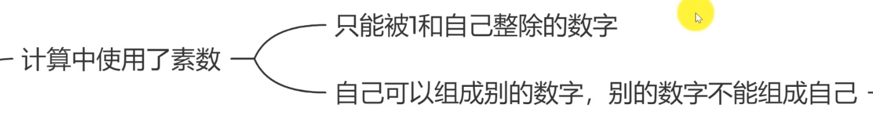 只能被1和自己整除的数字
计算中使用了素数
自己可以组成别的数字，别的数字不能组成自己